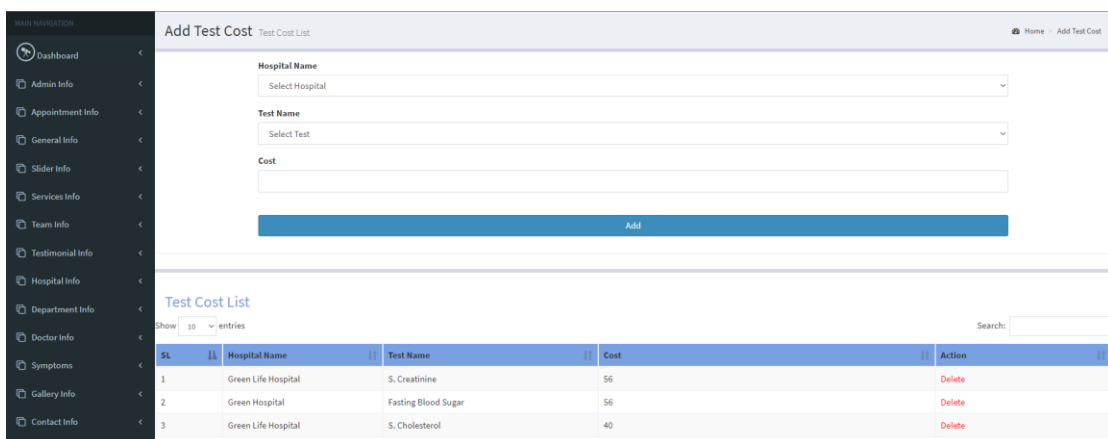 MAIN NAVIGATION
Dashboard
Admin Info
Appointment Info
General Info
Slider Info
Services Info
Team Info
Testimonial Info
Hospital Info
Department Info
Doctor Info
Symptoms
Gallery Info
Contact Info
Add Test Cost Test Cost List
Home > Add Test Cost
Hospital Name
Select Hospital
Test Name
Select Test
Cost
Add
Test Cost List
Show 10 entries
Search:
SL Hospital Name Test Name Cost Action
1 Green Life Hospital S. Creatinine 56 Delete
2 Green Hospital Fasting Blood Sugar 56 Delete
3 Green Life Hospital S. Cholesterol 40 Delete